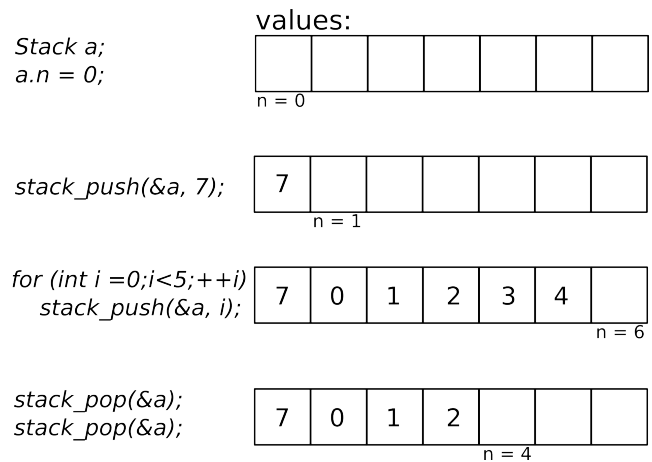 values:
Stack a;
a.n = 0;
n = 0
stack_push(&a, 7);
7
n = 1
for (int i =0;i<5;++i)
stack_push(&a, i);
7 0 1 2 3 4
n = 6
stack_pop(&a);
stack_pop(&a);
7 0 1 2
n = 4